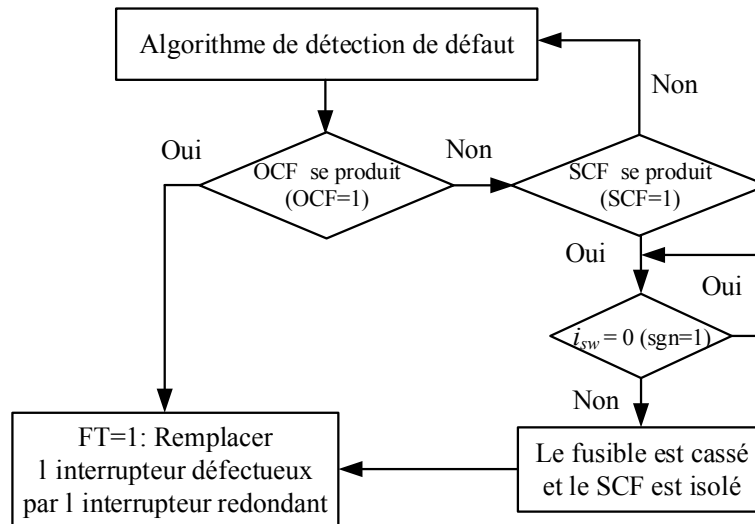 Algorithme de détection de défaut
Non
Oui
OCF se produit
(OCF=1)
Non
SCF se produit
(SCF=1)
Oui
Oui
i_sw = 0 (sgn=1)
Non
FT=1: Remplacer
l interrupteur défectueux
par l interrupteur redondant
Le fusible est cassé
et le SCF est isolé